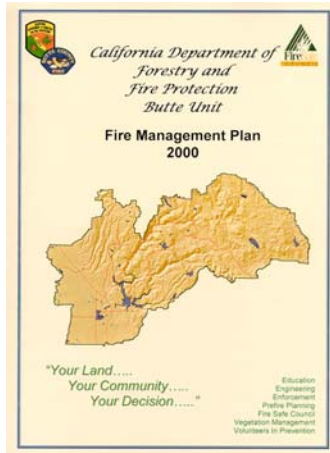 California Department of
Forestry and
Fire Protection
Butte Unit
Fire Management Plan
2000
"Your Land.....
Your Community.....
Your Decision....."
Education
Engineering
Enforcement
Prefire Planning
Fire Safe Council
Vegetation Management
Volunteers In Prevention